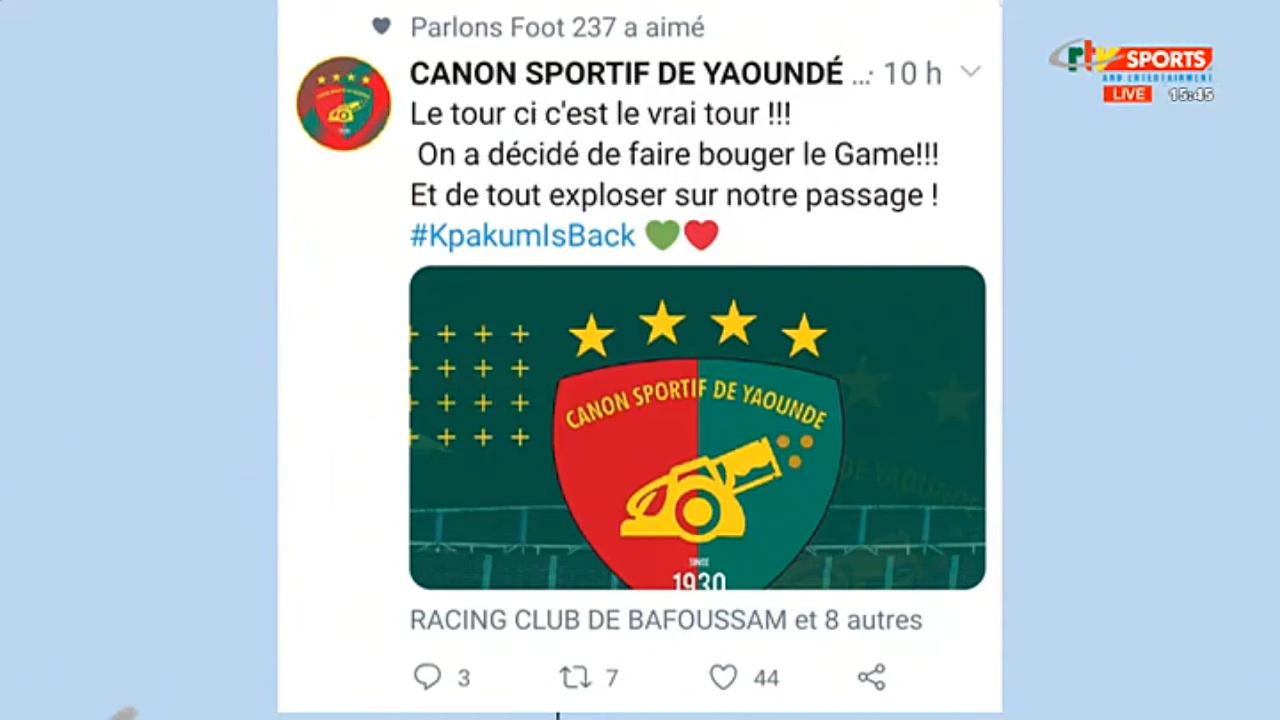 Parlons Foot 237 a aimé
CANON SPORTIF DE YAOUNDÉ ...· 10 h
Le tour ci c'est le vrai tour !!!
On a décidé de faire bouger le Game!!!
Et de tout exploser sur notre passage !
#KpakumIsBack
CANON SPORTIF DE YAOUNDE
SINCE
1930
RACING CLUB DE BAFOUSSAM et 8 autres
3 7 44
crtv SPORTS
AND ENTERTAINMENT
LIVE 15:45